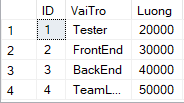 ID VaiTro Luong
1 1 Tester 20000
2 2 FrontEnd 30000
3 3 BackEnd 40000
4 4 TeamL... 50000